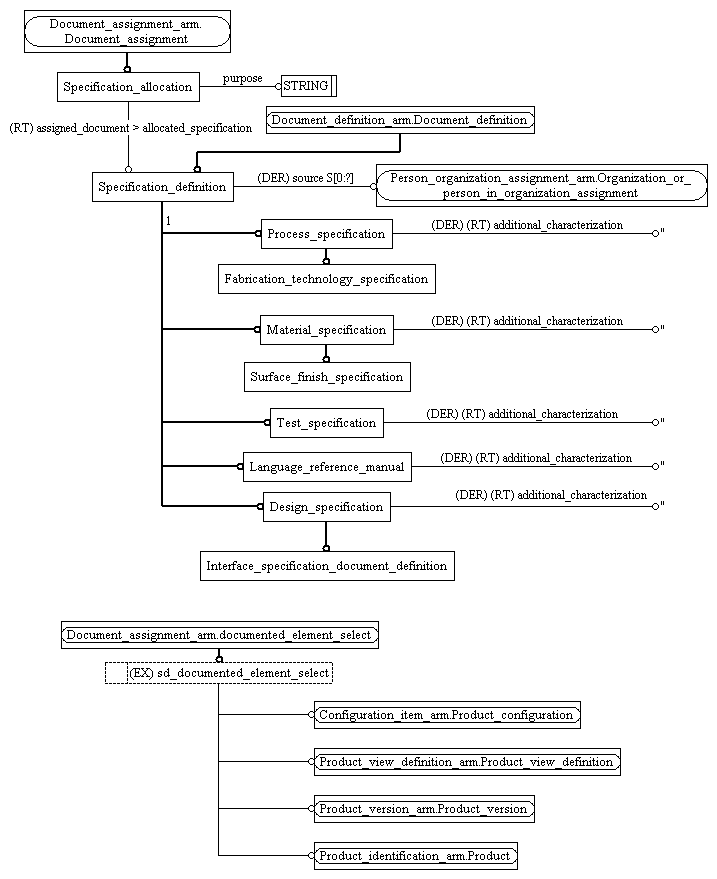 Document_assignment_arm.
Document_assignment
Specification_allocation
purpose
STRING
(RT) assigned_document > allocated_specification
Document_definition_arm.Document_definition
Specification_definition
(DER) source S[0:?]
Person_organization_assignment_arm.Organization_or_
person_in_organization_assignment
1
Process_specification
(DER) (RT) additional_characterization
"
Fabrication_technology_specification
Material_specification
(DER) (RT) additional_characterization
"
Surface_finish_specification
Test_specification
(DER) (RT) additional_characterization
"
Language_reference_manual
(DER) (RT) additional_characterization
"
Design_specification
(DER) (RT) additional_characterization
"
Interface_specification_document_definition
Document_assignment_arm.documented_element_select
(EX) sd_documented_element_select
Configuration_item_arm.Product_configuration
Product_view_definition_arm.Product_view_definition
Product_version_arm.Product_version
Product_identification_arm.Product